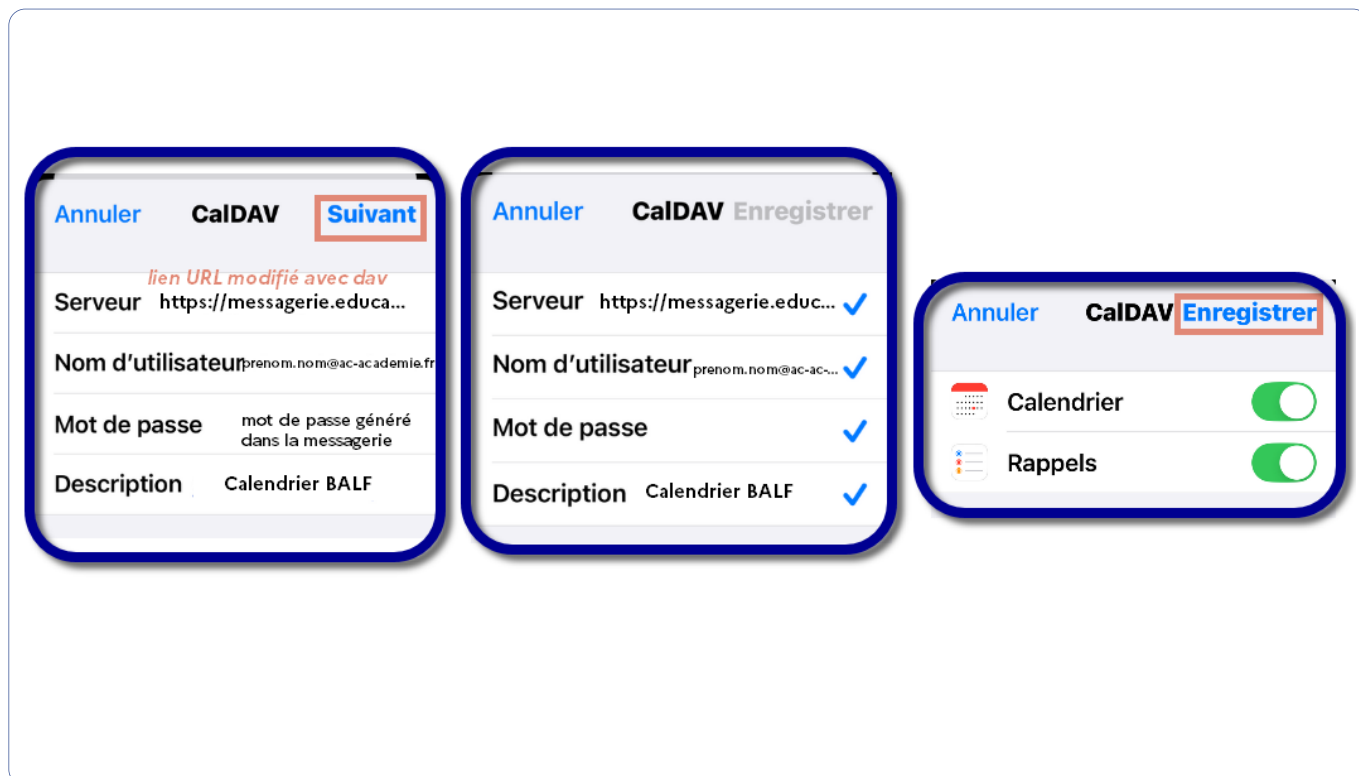 Annuler CalDAV Suivant
lien URL modifié avec dav
Serveur https://messagerie.educa...
Nom d'utilisateur prenom.nom@ac-academie.fr
Mot de passe mot de passe généré
dans la messagerie
Description Calendrier BALF
Annuler CalDAV Enregistrer
Serveur https://messagerie.educ...
Nom d'utilisateur prenom.nom@ac-ac-...
Mot de passe
Description Calendrier BALF
Annuler CalDAV Enregistrer
Calendrier
Rappels